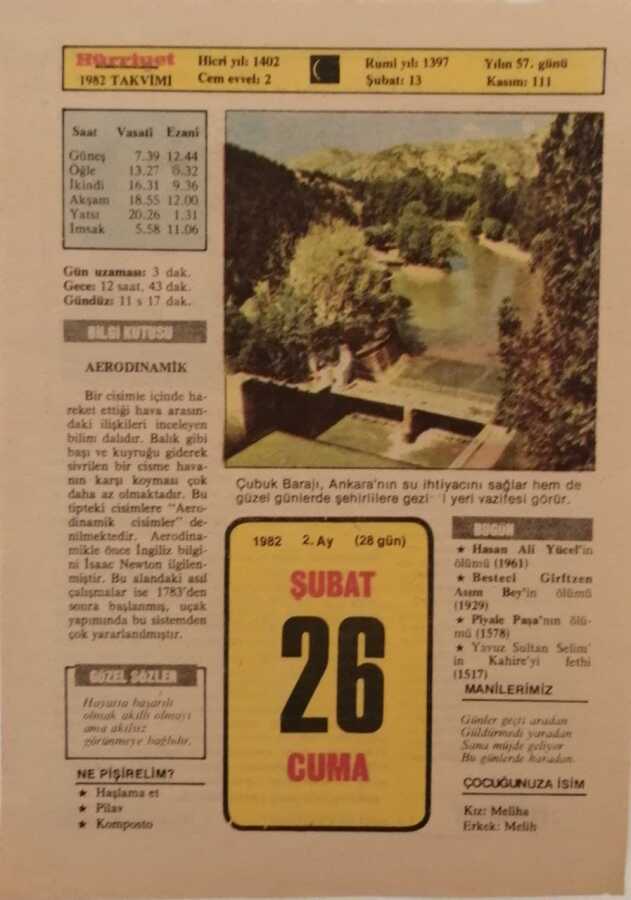 Hürriyet
1982 TAKVİMİ
Hicri yıl: 1402
Cem evvel: 2
Rumi yıl: 1397
Şubat: 13
Yılın 57. günü
Kasım: 111
Saat Vasati Ezani
Güneş 7.39 12.44
Öğle 13.27 6.32
İkindi 16.31 9.36
Akşam 18.55 12.00
Yatsı 20.26 1.31
İmsak 5.58 11.06
Gün uzaması: 3 dak.
Gece: 12 saat, 43 dak.
Gündüz: 11 s 17 dak.
BİLGİ KUTUSU
AERODİNAMİK
Bir cisimle içinde ha-
reket ettiği hava arasın-
daki ilişkileri inceleyen
bilim dalıdır. Balık gibi
başı ve kuyruğu giderek
sivrilen bir cisme hava-
nın karşı koyması çok
daha az olmaktadır. Bu
tipteki cisimlere "Aero-
dinamik cisimler" de-
nilmektedir. Aerodina-
mikle önce İngiliz bilgi-
ni Isaac Newton ilgilen-
miştir. Bu alandaki asıl
çalışmalar ise 1783'den
sonra başlanmış, uçak
yapımında bu sistemden
çok yararlanılmıştır.
GÜZEL SÖZLER
Hayatta başarılı
olmak akıllı olmayı
ama akılsız
görünmeye bağlıdır.
NE PİŞİRELİM?
★ Haşlama et
★ Pilav
★ Komposto
Çubuk Barajı, Ankara'nın su ihtiyacını sağlar hem de
güzel günlerde şehirlilere yeri vazifesi görür.
1982 2. Ay (28 gün)
ŞUBAT
26
CUMA
BUGÜN
★ Hasan Ali Yücel'in
ölümü (1961)
★ Besteci Giriftzen
Asım Bey'in ölümü
(1929)
★ Piyale Paşa'nın ölü-
mü (1578)
★ Yavuz Sultan Selim'
in Kahire'yi fethi
(1517)
MANİLERİMİZ
Günler geçti aradan
Güldürmedi yaradan
Sana müjde geliyor
Bu günlerde buradan.
ÇOCUĞUNUZA İSİM
Kız: Meliha
Erkek: Melih